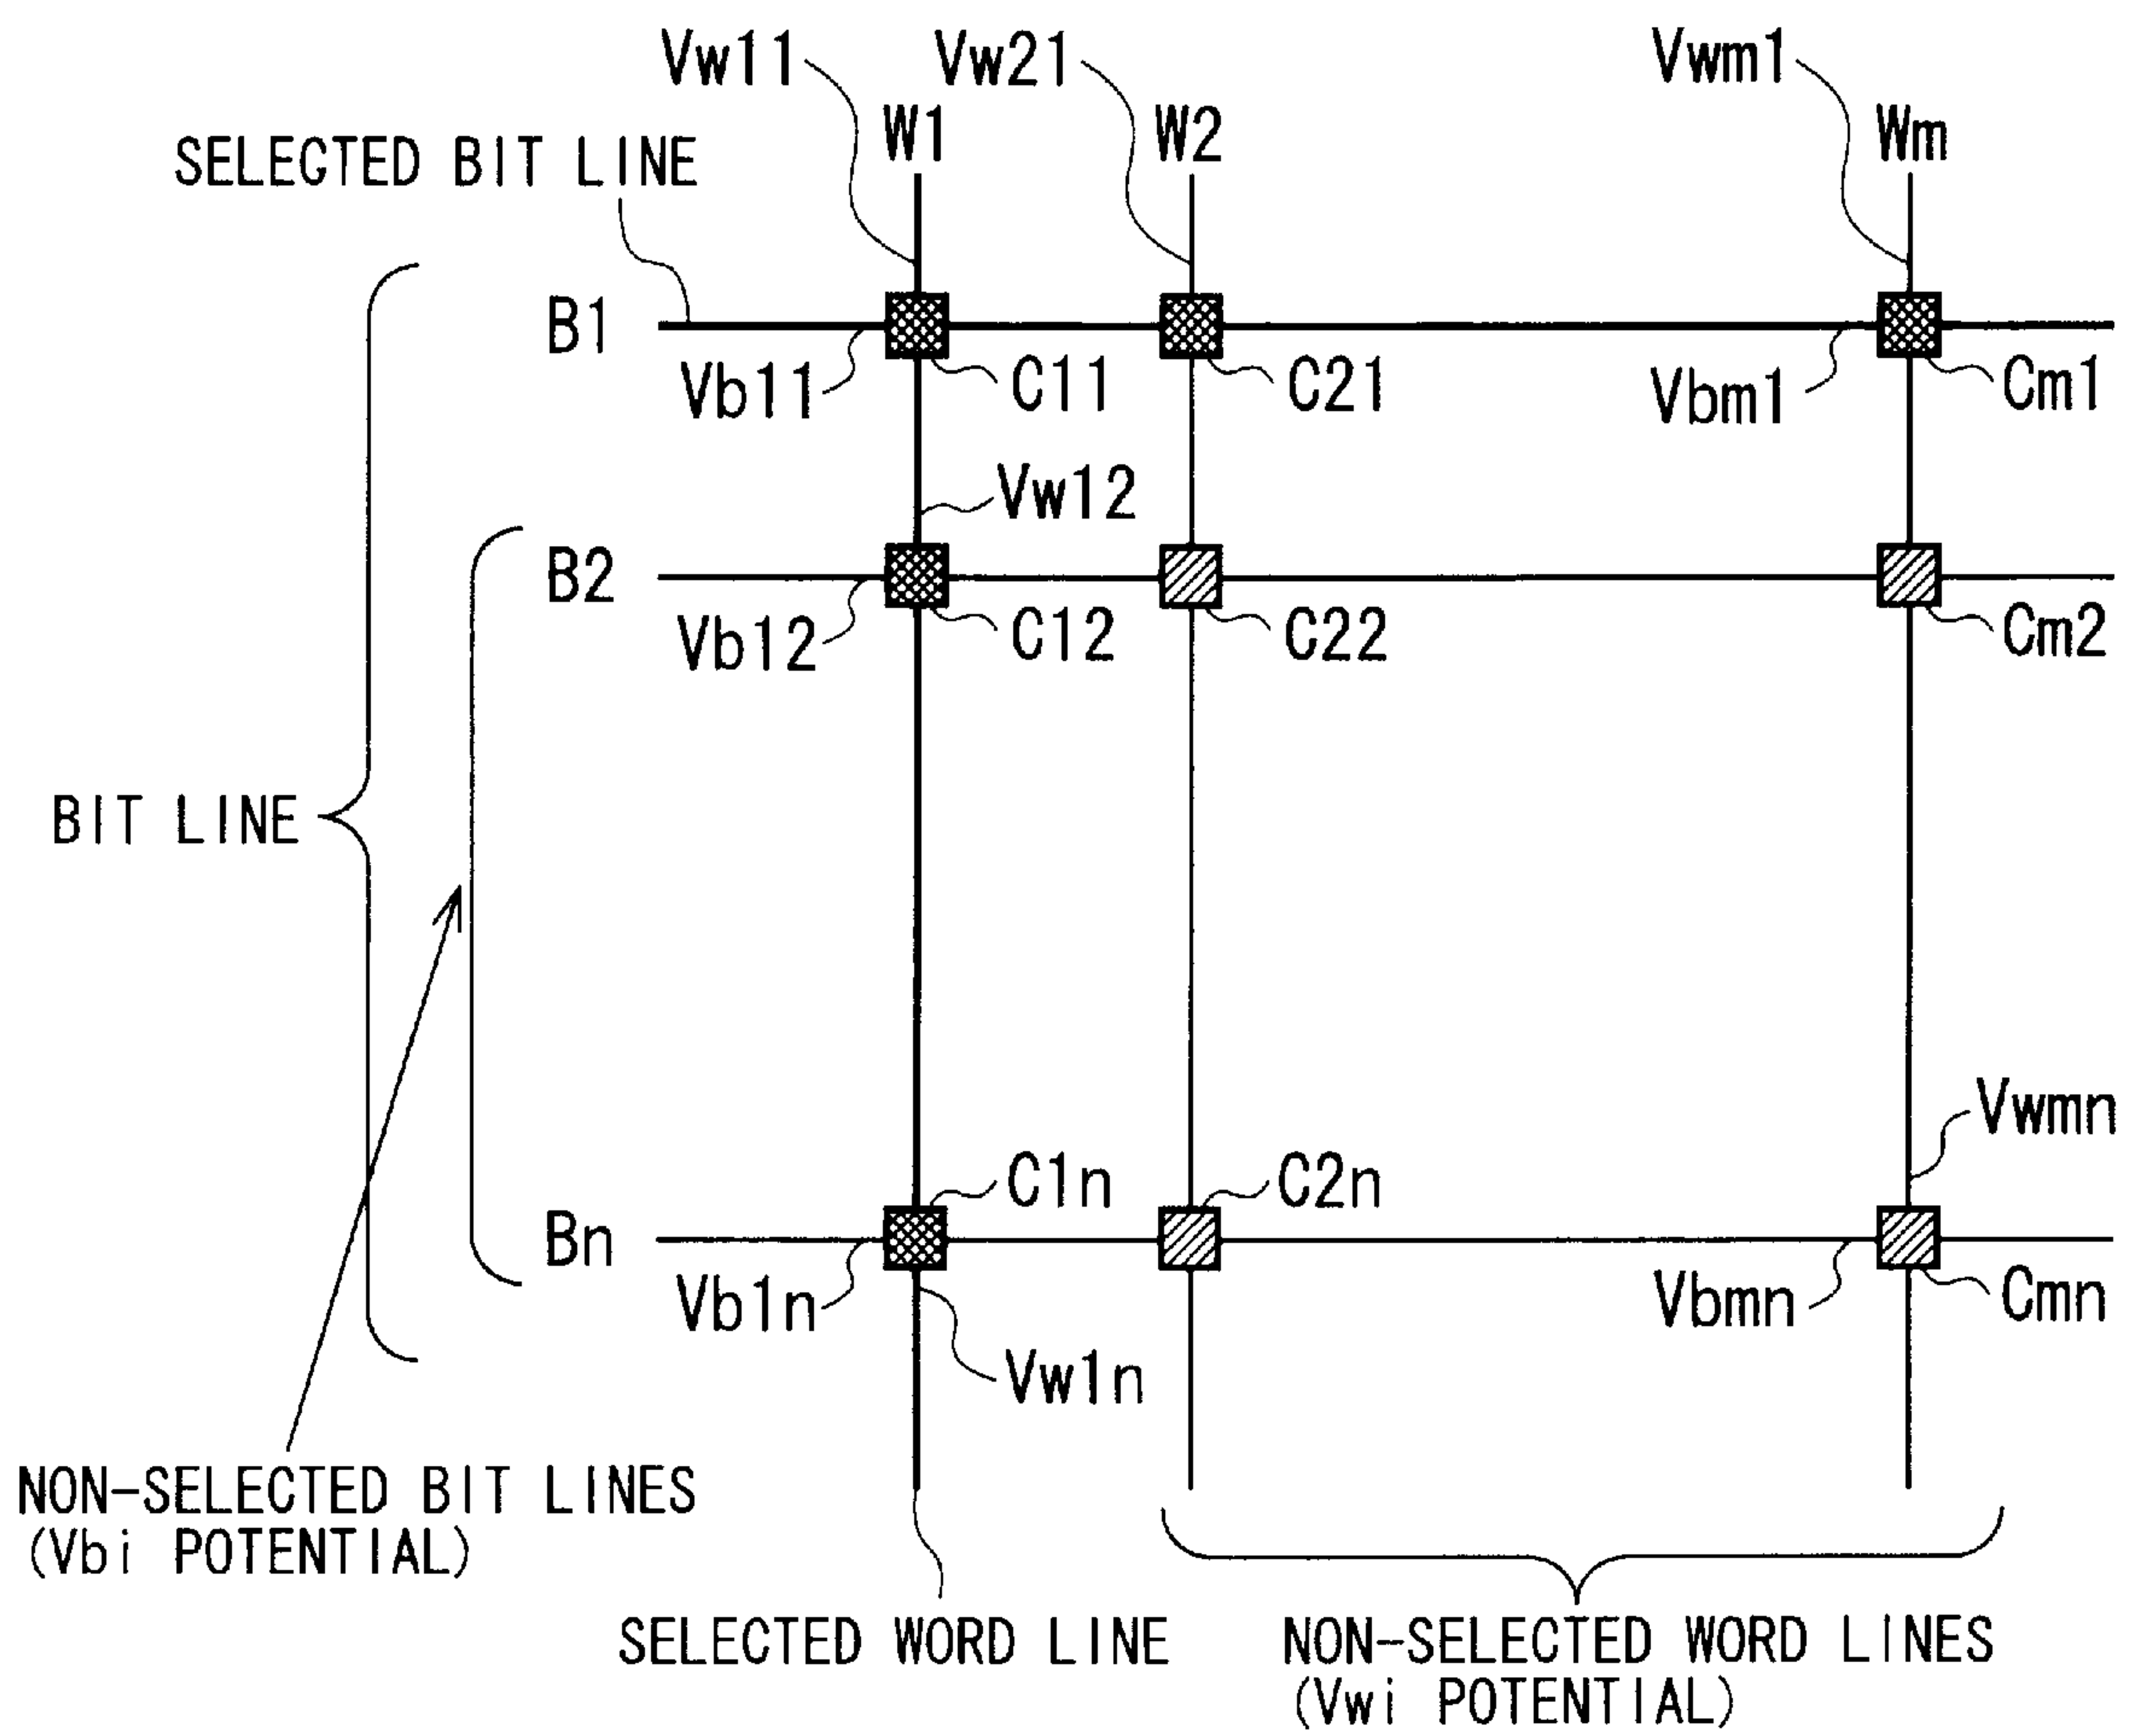 Vw11
Vw21
Vwm1
W1
W2
Wm
SELECTED BIT LINE
B1
Vb11
C11
C21
Vbm1
Cm1
Vw12
B2
Vb12
C12
C22
Cm2
BIT LINE
Vwmn
C1n
C2n
Bn
Vb1n
Vbmn
Cmn
Vw1n
NON-SELECTED BIT LINES
(Vbi POTENTIAL)
SELECTED WORD LINE
NON-SELECTED WORD LINES
(Vwi POTENTIAL)